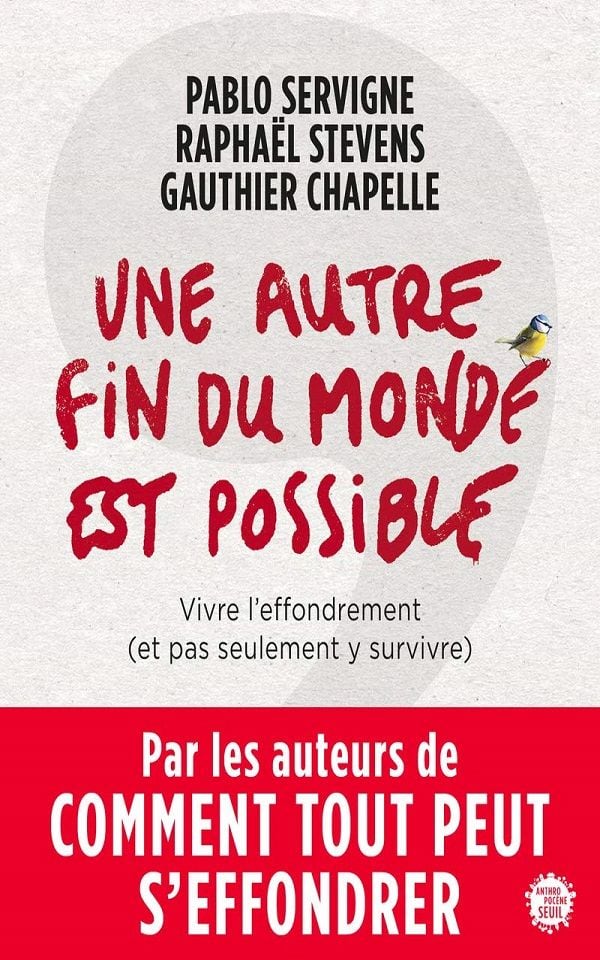 PABLO SERVIGNE
RAPHAËL STEVENS
GAUTHIER CHAPELLE
UNE AUTRE
FiN DU MONDE
EST POSSiBLE
Vivre l'effondrement
(et pas seulement y survivre)
Par les auteurs de
COMMENT TOUT PEUT
S'EFFONDRER
ANTHRO
POCÈNE
SEUIL